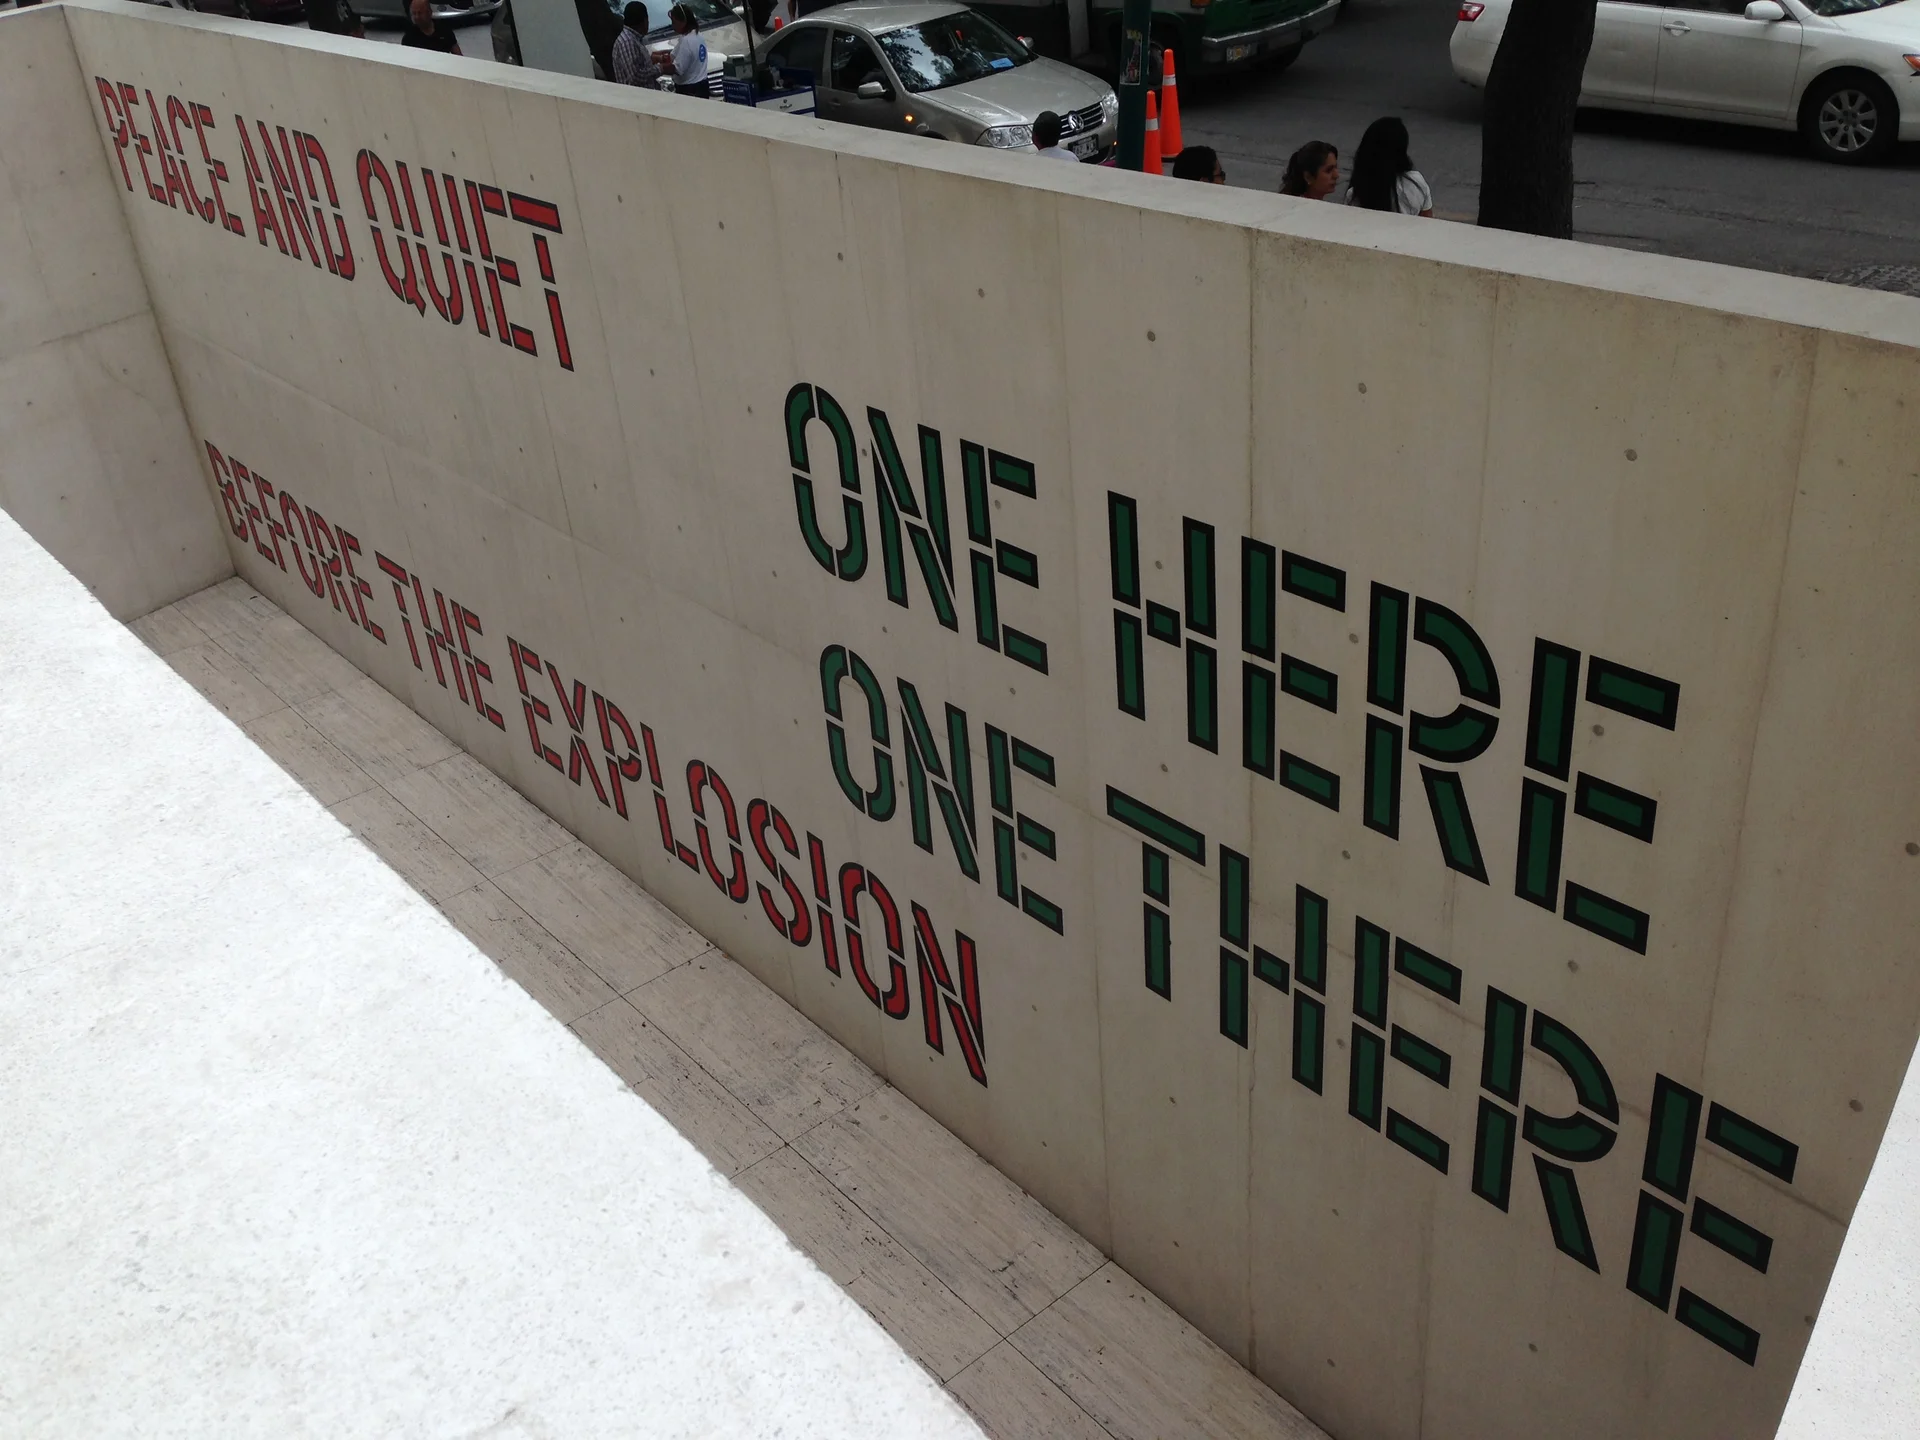 PEACE AND QUIET
BEFORE THE EXPLOSION
ONE HERE
ONE THERE